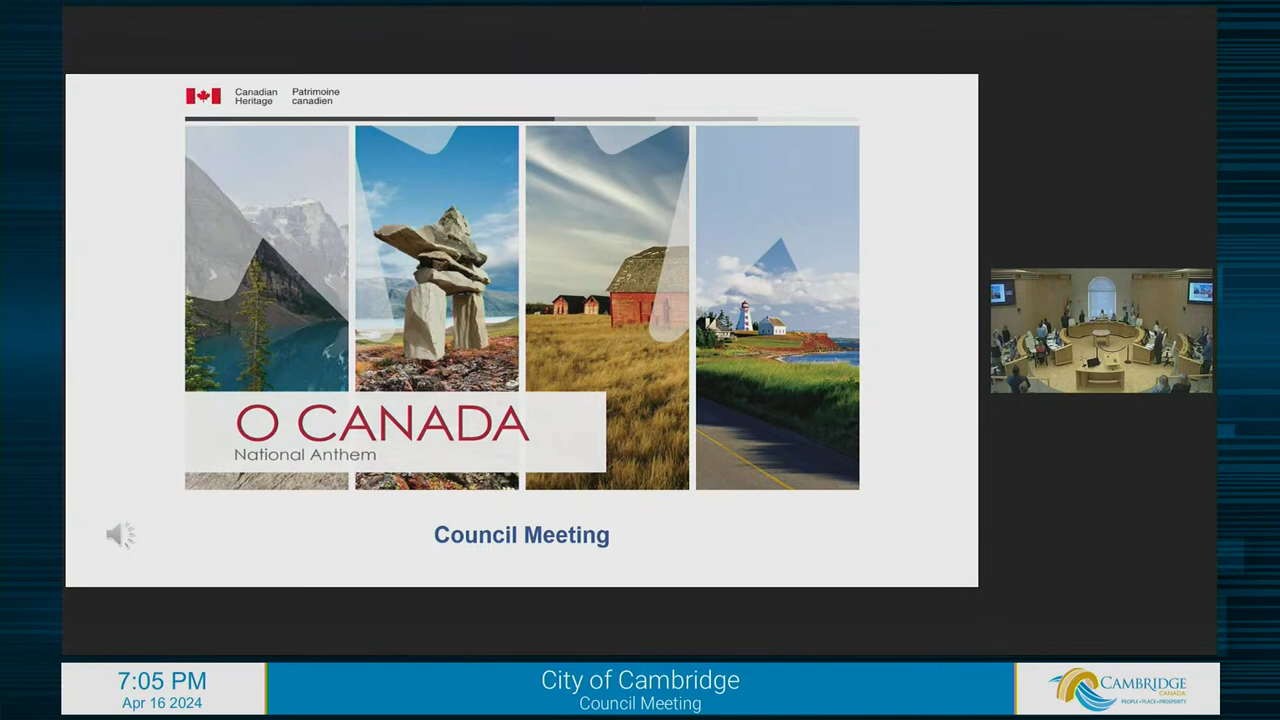 Canadian Heritage
Patrimoine canadien
O CANADA
National Anthem
Council Meeting
7:05 PM
Apr 16 2024
City of Cambridge
Council Meeting
CAMBRIDGE
CANADA
PEOPLE • PLACE • PROSPERITY